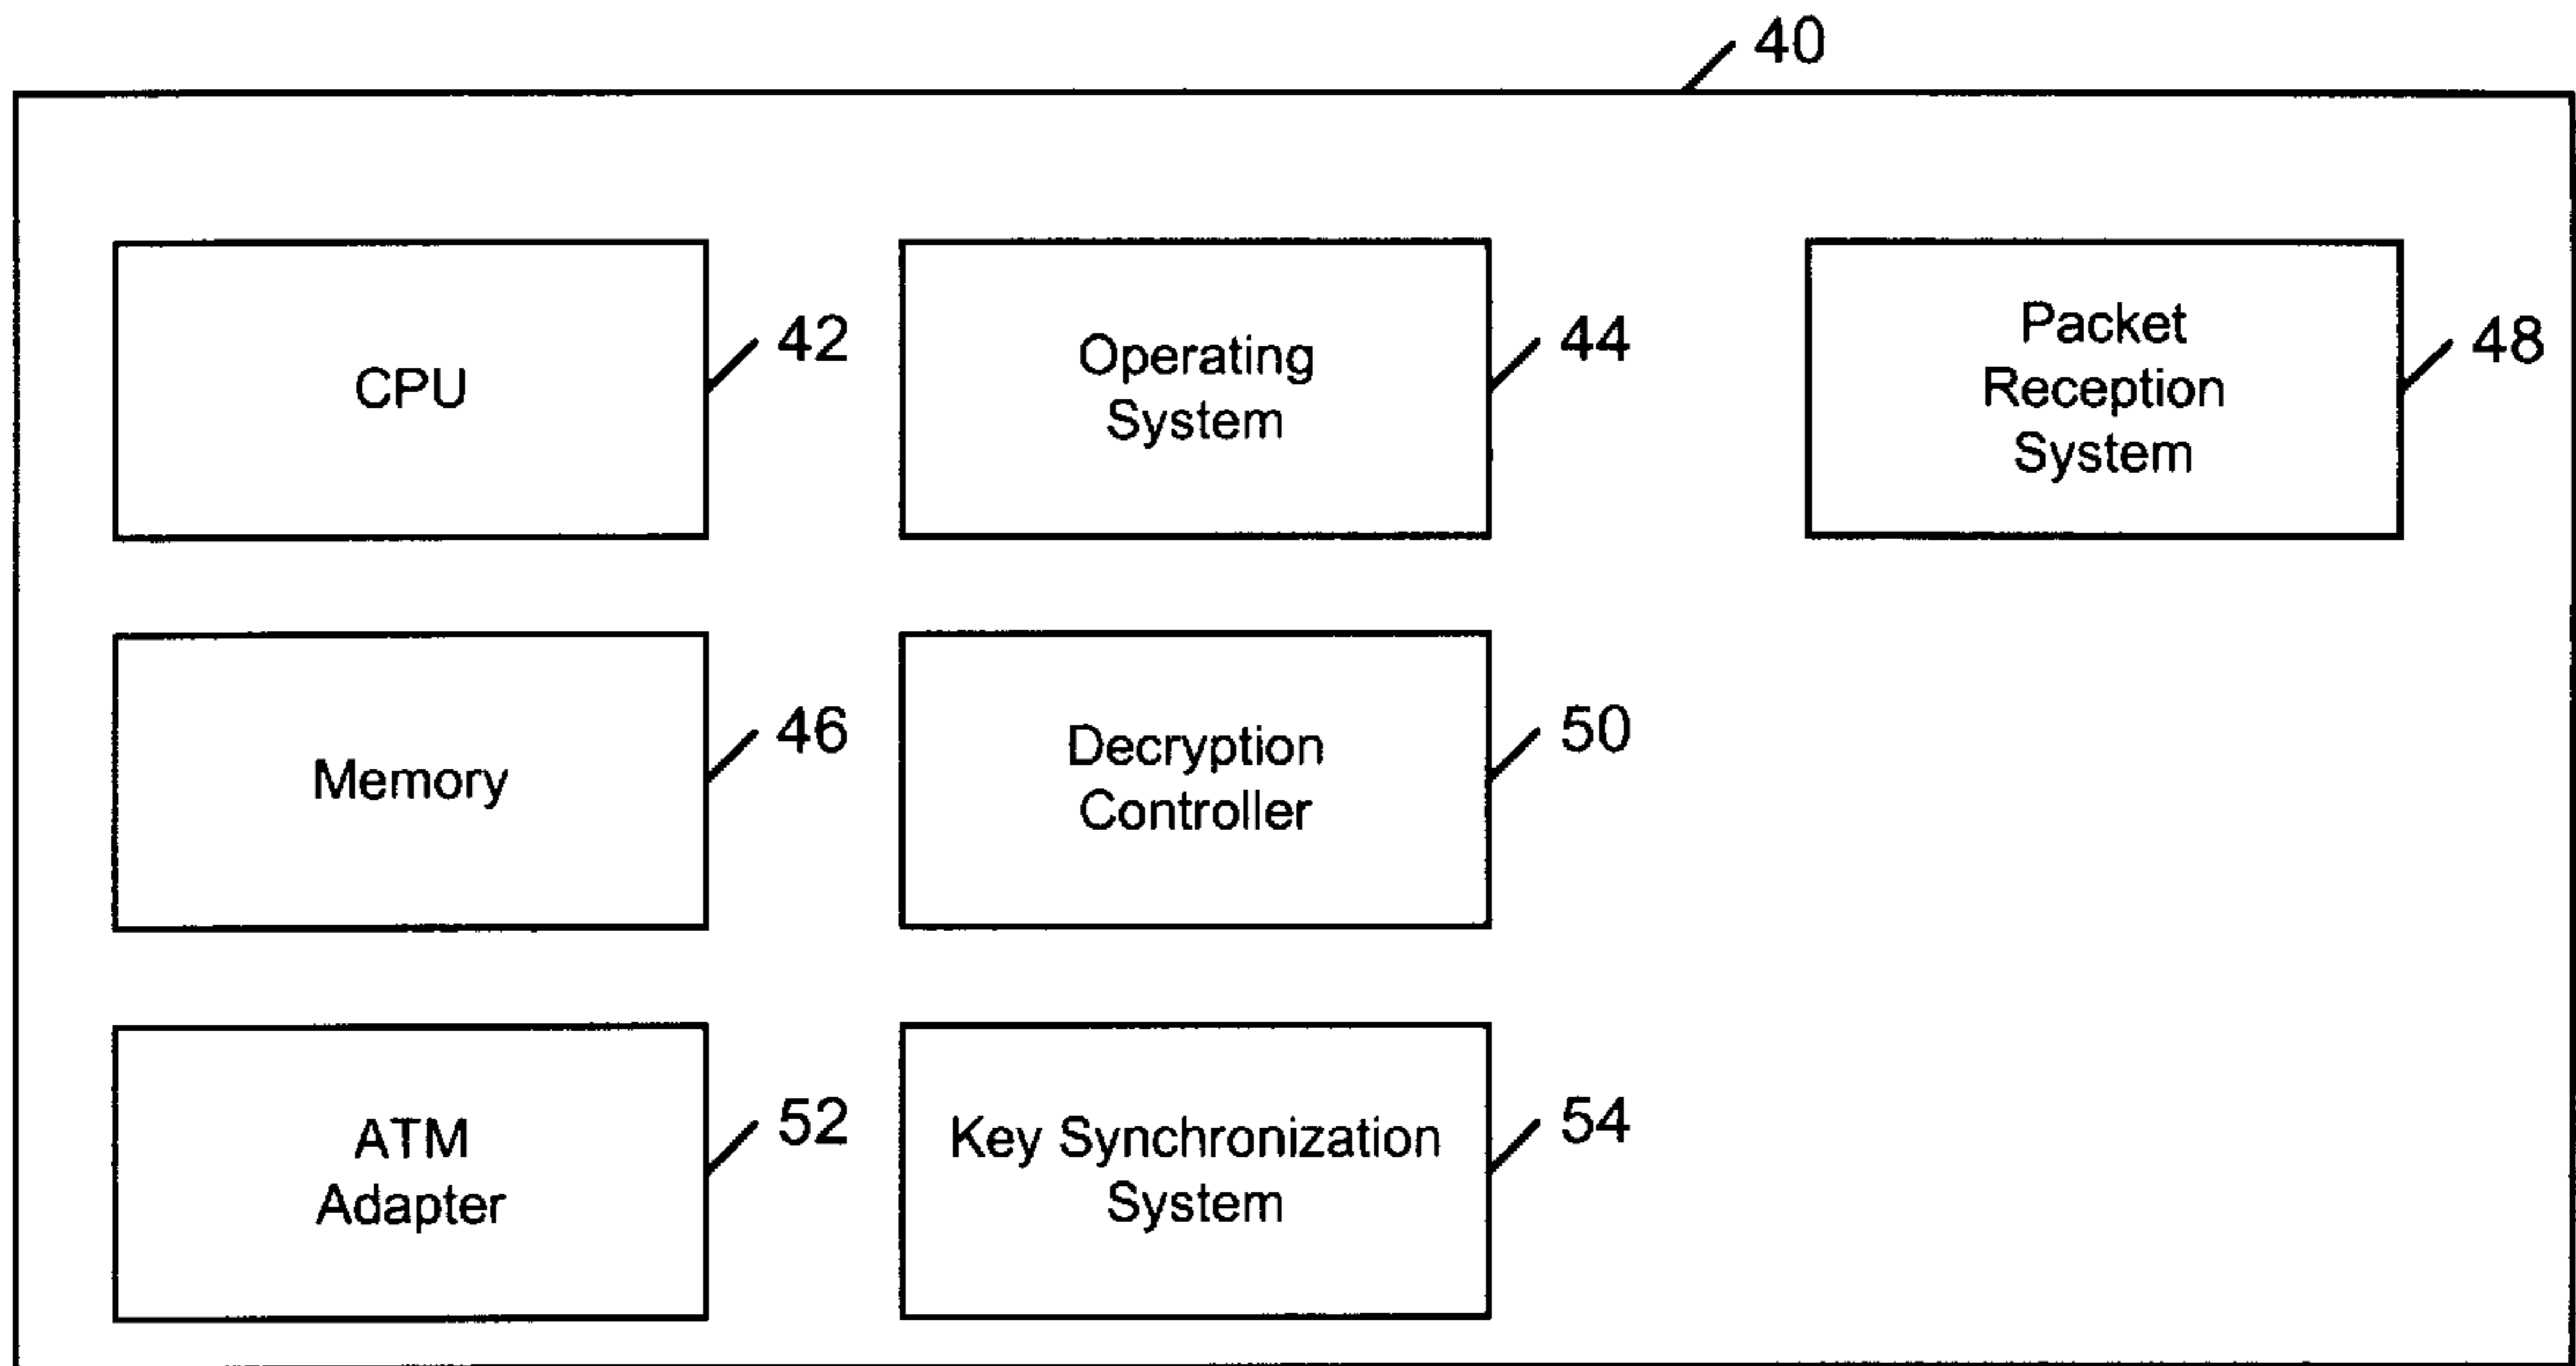 40
CPU
42
Operating
System
44
Packet
Reception
System
48
Memory
46
Decryption
Controller
50
ATM
Adapter
52
Key Synchronization
System
54